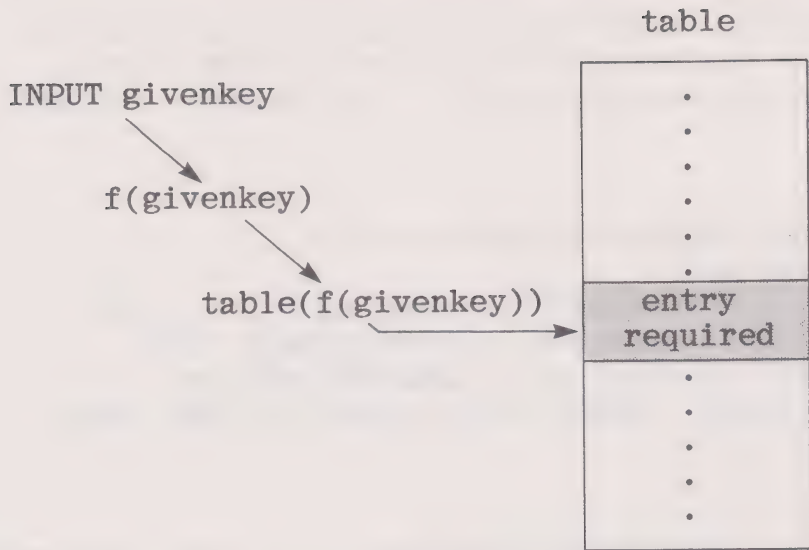 table
INPUT givenkey
f(givenkey)
table(f(givenkey))
entry
required